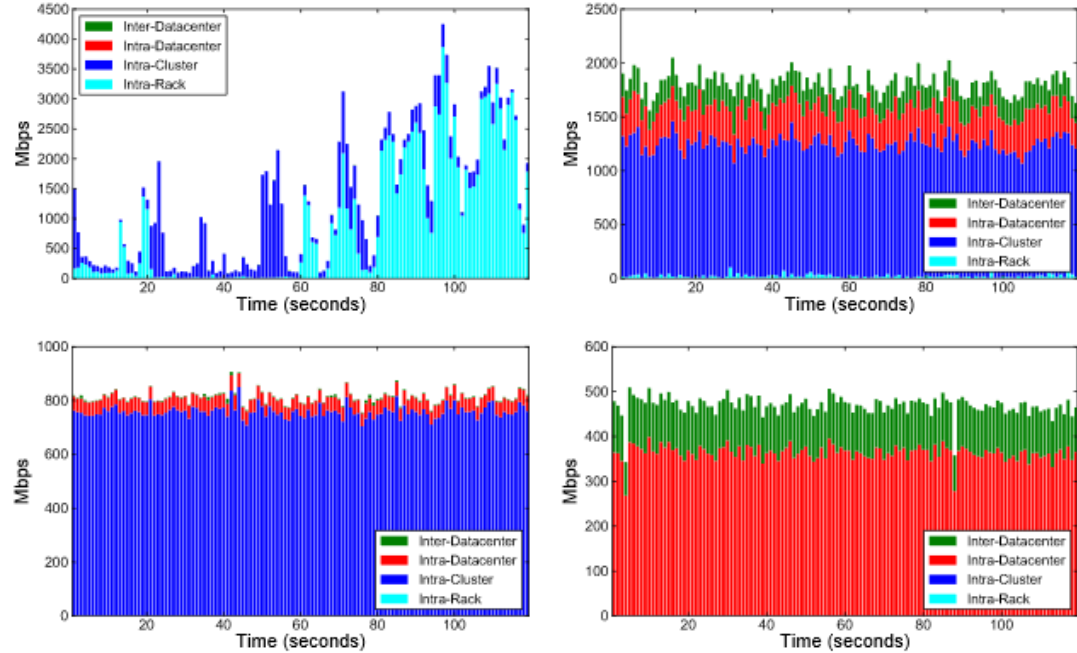 4500
4000
3500
3000
2500
2000
1500
1000
500
0
Mbps
Inter-Datacenter
Intra-Datacenter
Intra-Cluster
Intra-Rack
20 40 60 80 100
Time (seconds)
2500
2000
1500
1000
500
0
Mbps
Inter-Datacenter
Intra-Datacenter
Intra-Cluster
Intra-Rack
20 40 60 80 100
Time (seconds)
1000
800
600
400
200
0
Mbps
Inter-Datacenter
Intra-Datacenter
Intra-Cluster
Intra-Rack
20 40 60 80 100
Time (seconds)
600
500
400
300
200
100
0
Mbps
Inter-Datacenter
Intra-Datacenter
Intra-Cluster
Intra-Rack
20 40 60 80 100
Time (seconds)